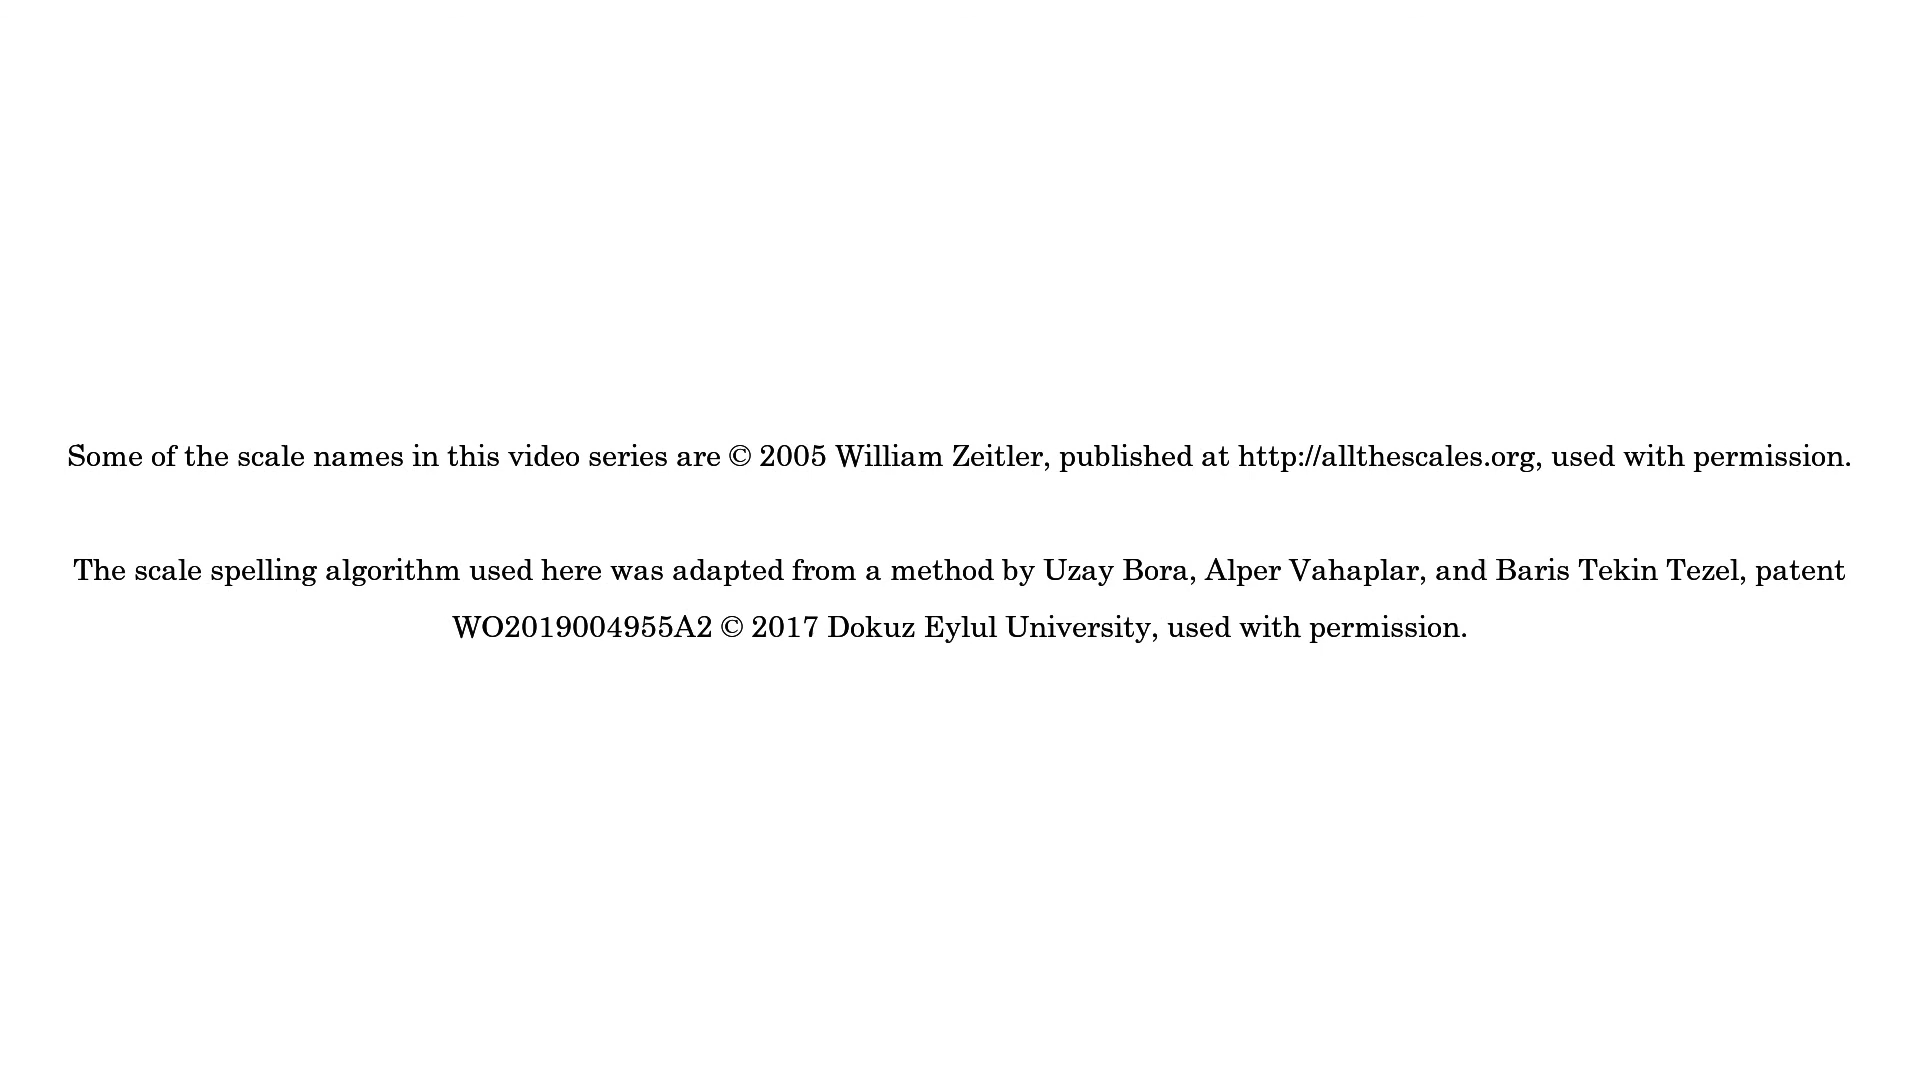 Some of the scale names in this video series are © 2005 William Zeitler, published at http://allthescales.org, used with permission.
The scale spelling algorithm used here was adapted from a method by Uzay Bora, Alper Vahaplar, and Baris Tekin Tezel, patent
WO2019004955A2 © 2017 Dokuz Eylul University, used with permission.